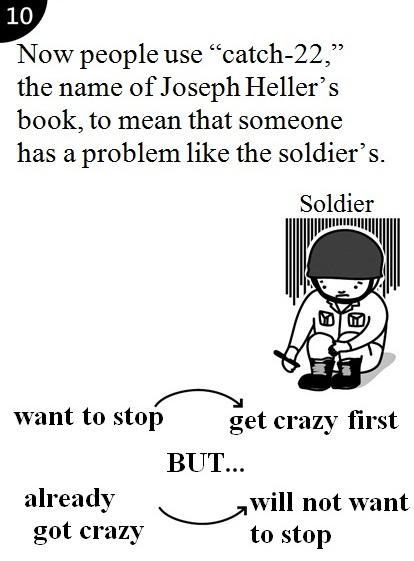 10
Now people use “catch-22,”
the name of Joseph Heller’s
book, to mean that someone
has a problem like the soldier’s.
Soldier
want to stop get crazy first
BUT...
already
got crazy
will not want
to stop